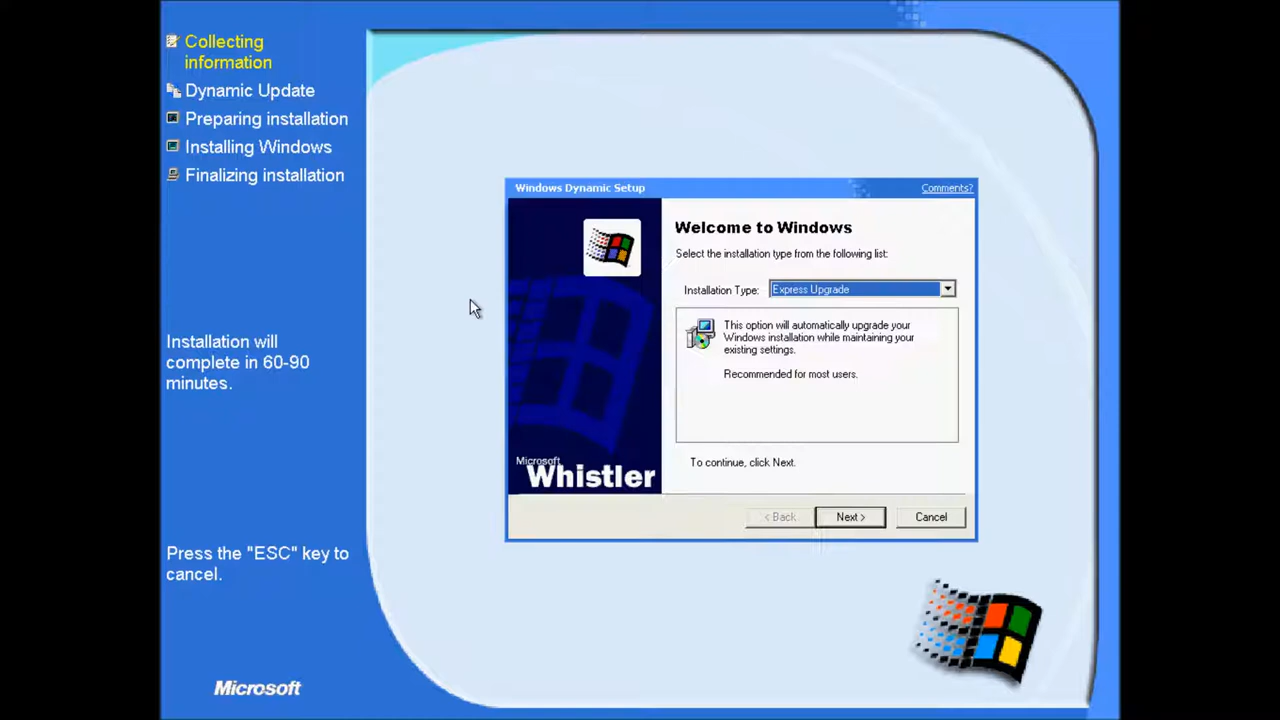 Collecting
information
Dynamic Update
Preparing installation
Installing Windows
Finalizing installation
Installation will
complete in 60-90
minutes.
Press the "ESC" key to
cancel.
Microsoft
Windows Dynamic Setup
Comments?
Welcome to Windows
Select the installation type from the following list:
Installation Type:
Express Upgrade
This option will automatically upgrade your
Windows installation while maintaining your
existing settings.
Recommended for most users.
To continue, click Next.
Microsoft
Whistler
< Back
Next >
Cancel